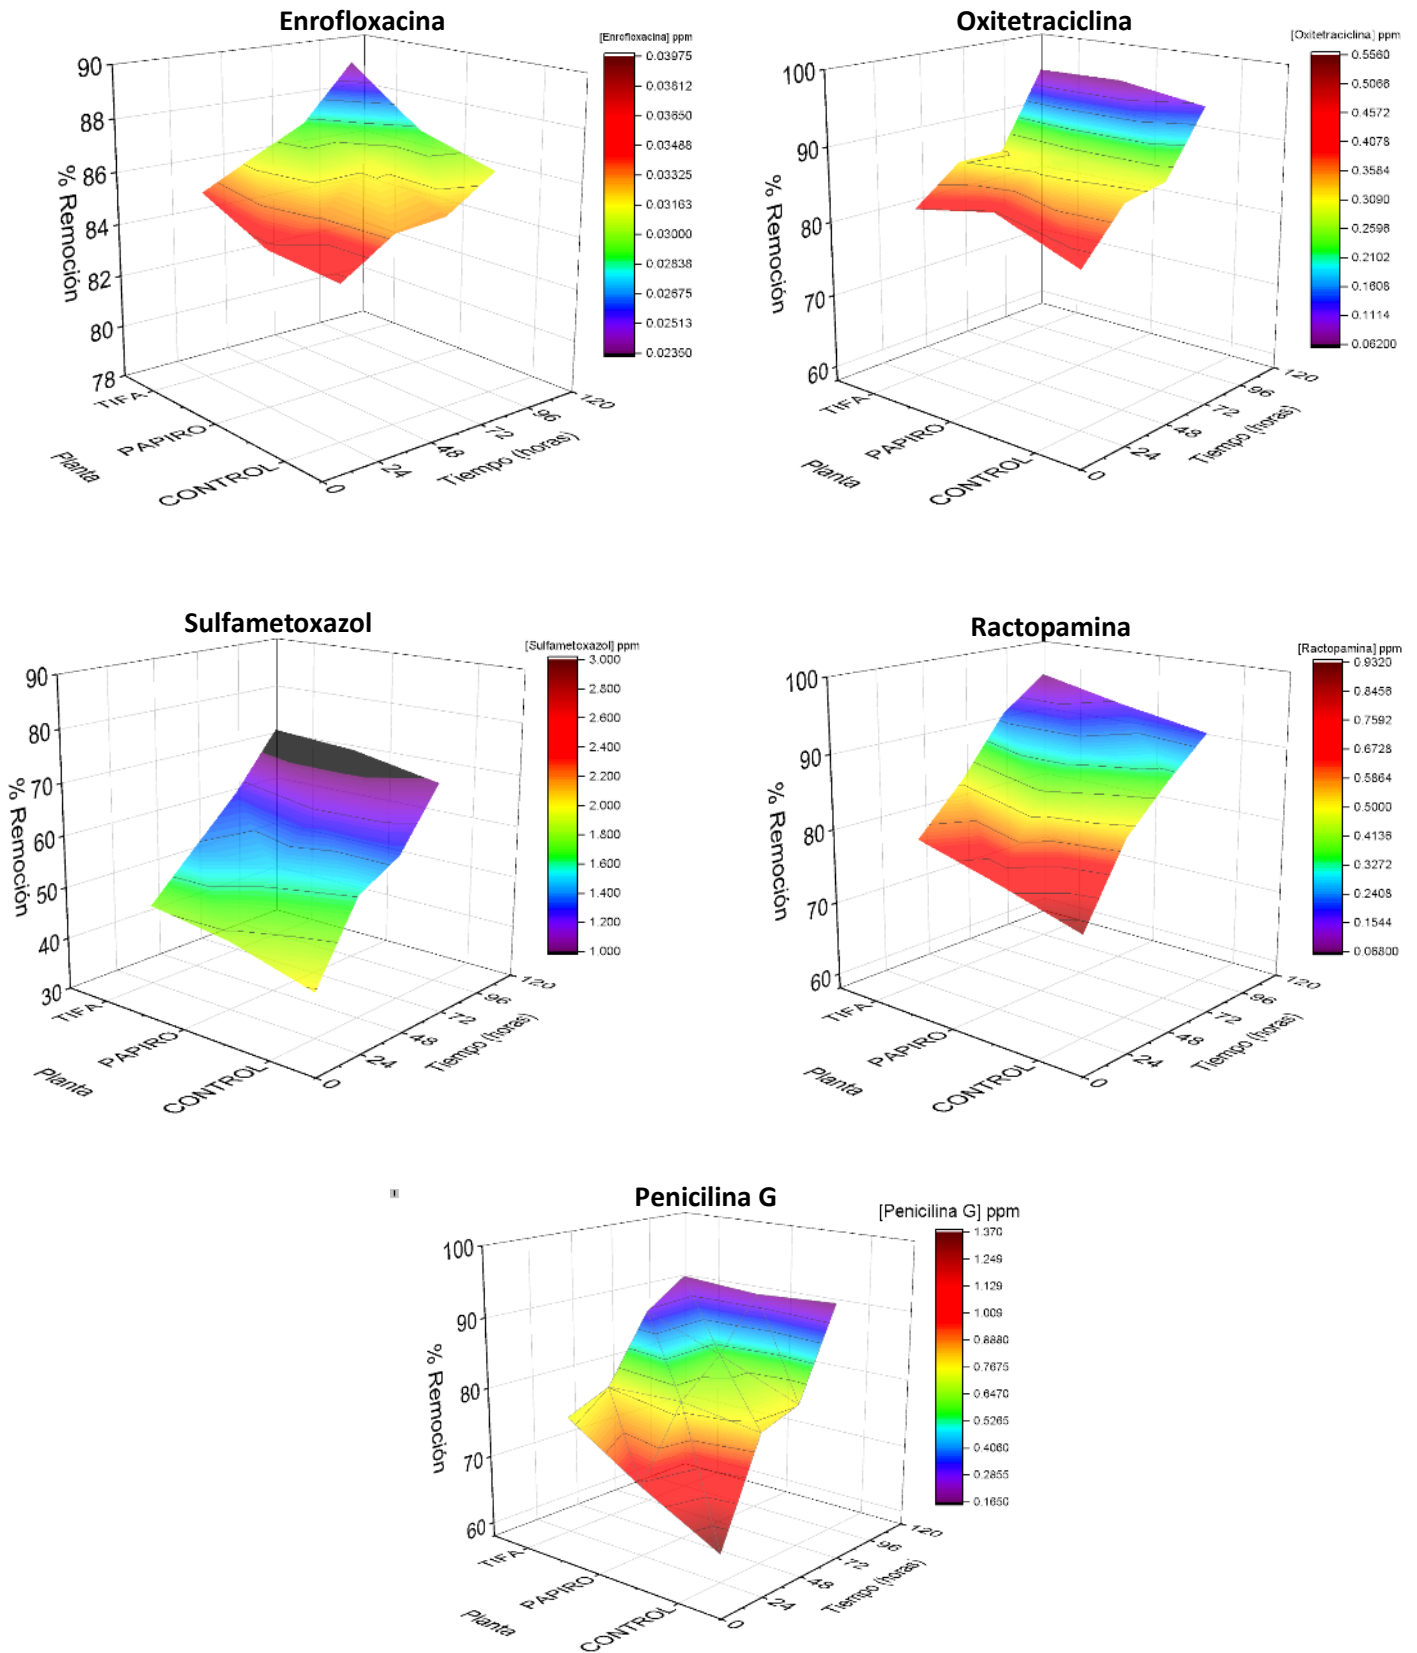 Enrofloxacina
[Enrofloxacina] ppm
90
88
86
84
82
80
78
% Remoción
TIFA
PAPIRO
CONTROL
Planta
0
24
48
72
96
120
Tiempo (horas)
0.03975
0.03812
0.03650
0.03488
0.03325
0.03163
0.03000
0.02838
0.02675
0.02513
0.02350
Oxitetraciclina
[Oxitetraciclina] ppm
100
90
80
70
60
% Remoción
TIFA
PAPIRO
CONTROL
Planta
0
24
48
72
96
120
Tiempo (horas)
0.5560
0.5066
0.4572
0.4078
0.3584
0.3090
0.2596
0.2102
0.1608
0.1114
0.06200
Sulfametoxazol
[Sulfametoxazol] ppm
90
80
70
60
50
40
30
% Remoción
TIFA
PAPIRO
CONTROL
Planta
0
24
48
72
96
120
Tiempo (horas)
3.000
2.800
2.600
2.400
2.200
2.000
1.800
1.600
1.400
1.200
1.000
Ractopamina
[Ractopamina] ppm
100
90
80
70
60
% Remoción
TIFA
PAPIRO
CONTROL
Planta
0
24
48
72
96
120
Tiempo (horas)
0.9320
0.8456
0.7592
0.6728
0.5864
0.5000
0.4136
0.3272
0.2408
0.1544
0.06800
Penicilina G
[Penicilina G] ppm
100
90
80
70
60
% Remoción
TIFA
PAPIRO
CONTROL
Planta
0
24
48
72
96
120
Tiempo (horas)
1.370
1.249
1.129
1.009
0.8880
0.7675
0.6470
0.5265
0.4060
0.2855
0.1650